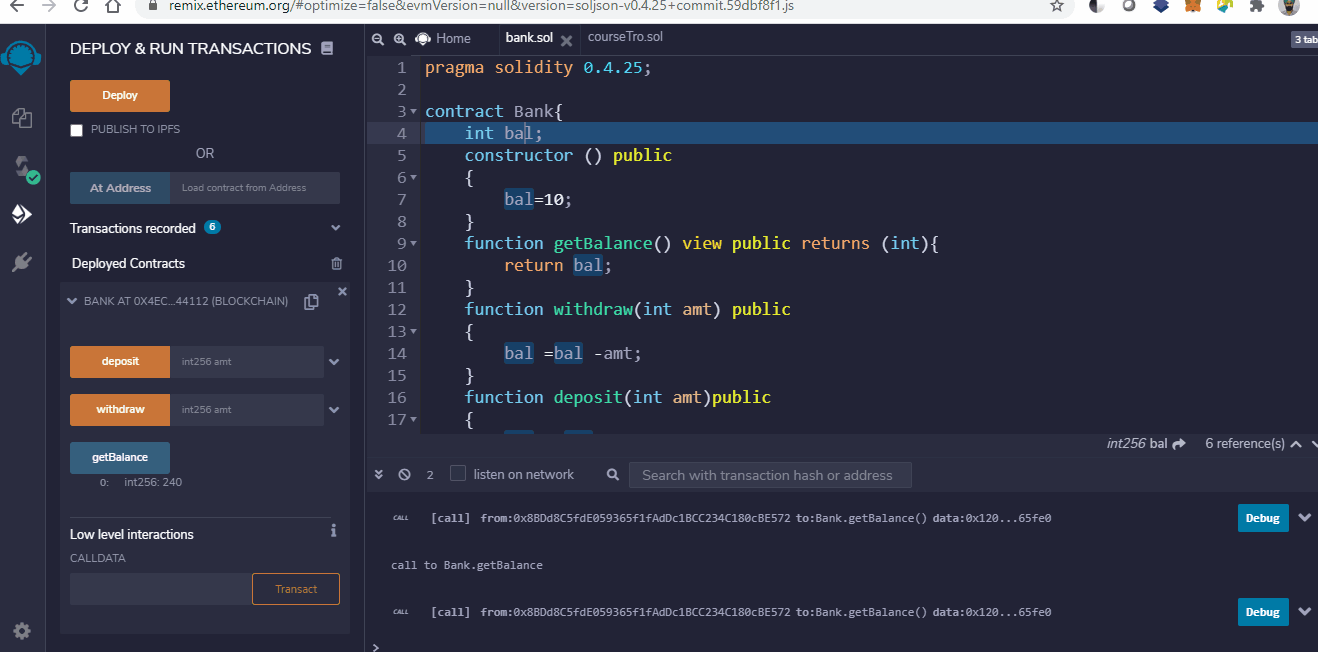 remix.ethereum.org/#optimize=false&evmVersion=null&version=soljson-v0.4.25+commit.59dbf8f1.js
DEPLOY & RUN TRANSACTIONS
Deploy
PUBLISH TO IPFS
OR
At Address Load contract from Address
Transactions recorded 6
Deployed Contracts
BANK AT 0X4EC...44112 (BLOCKCHAIN)
deposit int256 amt
withdraw int256 amt
getBalance
0: int256: 240
Low level interactions
CALLDATA
Transact
Home bank.sol courseTro.sol 3 tab
1 pragma solidity 0.4.25;
2
3 contract Bank{
4 int bal;
5 constructor () public
6 {
7 bal=10;
8 }
9 function getBalance() view public returns (int){
10 return bal;
11 }
12 function withdraw(int amt) public
13 {
14 bal =bal -amt;
15 }
16 function deposit(int amt)public
17 {
int256 bal 6 reference(s)
2 listen on network Search with transaction hash or address
CALL [call] from:0x8BDd8C5fdE059365f1fAdDc1BCC234C180cBE572 to:Bank.getBalance() data:0x120...65fe0 Debug
call to Bank.getBalance
CALL [call] from:0x8BDd8C5fdE059365f1fAdDc1BCC234C180cBE572 to:Bank.getBalance() data:0x120...65fe0 Debug
>